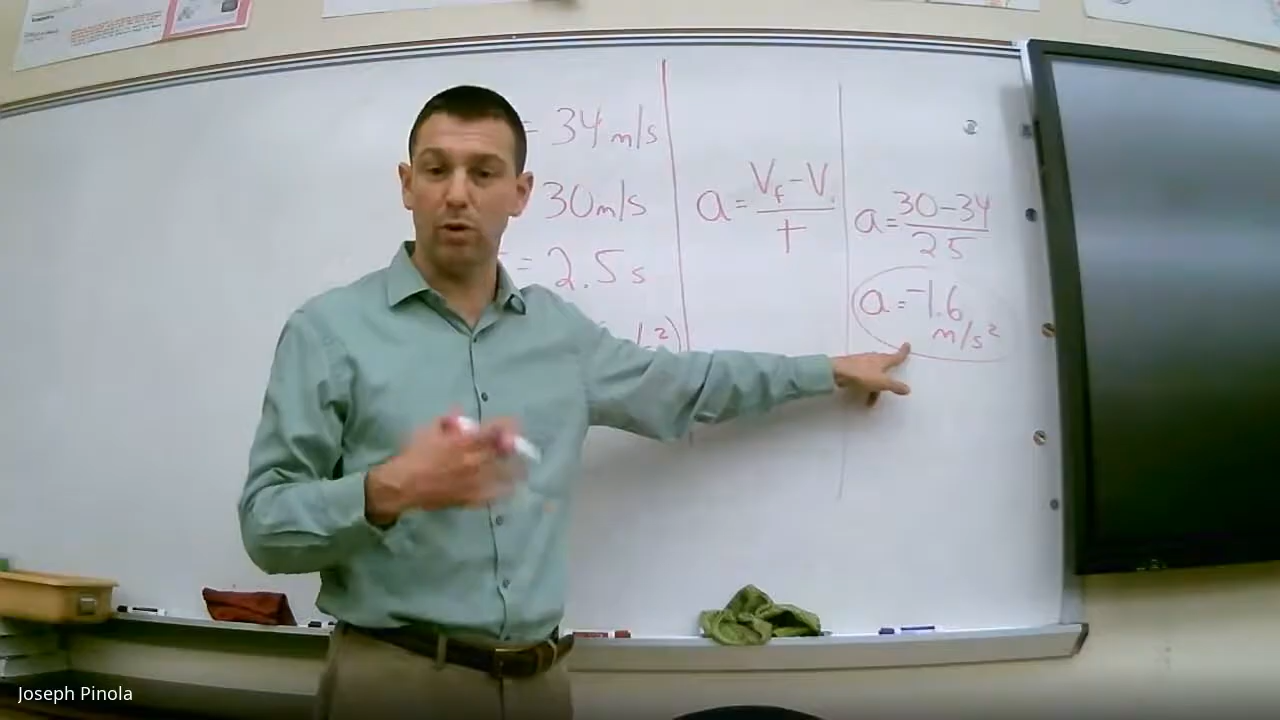 = 34 m/s
30 m/s
= 2.5 s
a = Vf - Vi / t
a = 30 - 34 / 2.5
a = -1.6
m/s²
Joseph Pinola